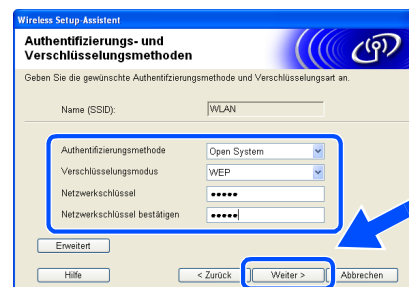 Wireless Setup-Assistent
Authentifizierungs- und
Verschlüsselungsmethoden
Geben Sie die gewünschte Authentifzierungsmethode und Verschlüsselungsart an.
Name (SSID): WLAN
Authentifizierungsmethode Open System
Verschlüsselungsmodus WEP
Netzwerkschlüssel •••••
Netzwerkschlüssel bestätigen •••••
Erweitert
Hilfe < Zurück Weiter > Abbrechen